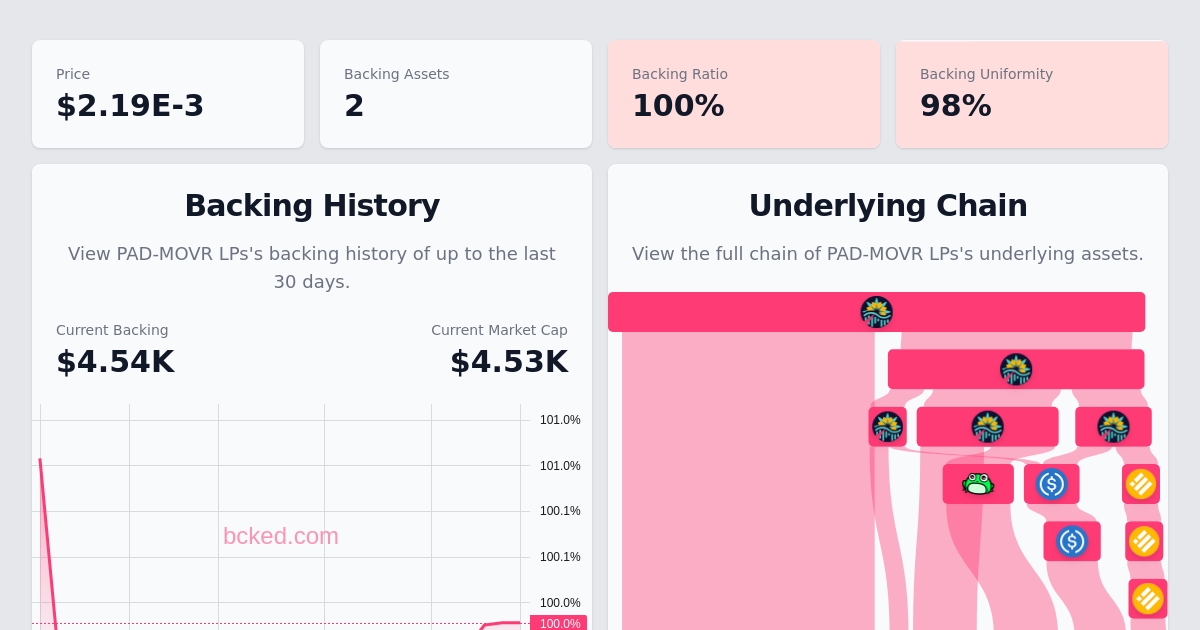 Price
$2.19E-3
Backing Assets
2
Backing Ratio
100%
Backing Uniformity
98%
Backing History
View PAD-MOVR LPs's backing history of up to the last
30 days.
Current Backing
$4.54K
Current Market Cap
$4.53K
101.0%
101.0%
100.1%
100.1%
100.0%
100.0%
bcked.com
Underlying Chain
View the full chain of PAD-MOVR LPs's underlying assets.